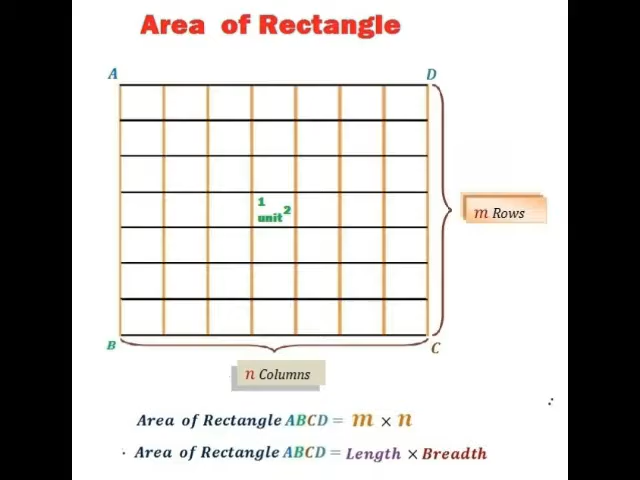 Area of Rectangle
A
D
1
unit²
m Rows
B
C
n Columns
Area of Rectangle ABCD = m × n
∴
· Area of Rectangle ABCD = Length × Breadth